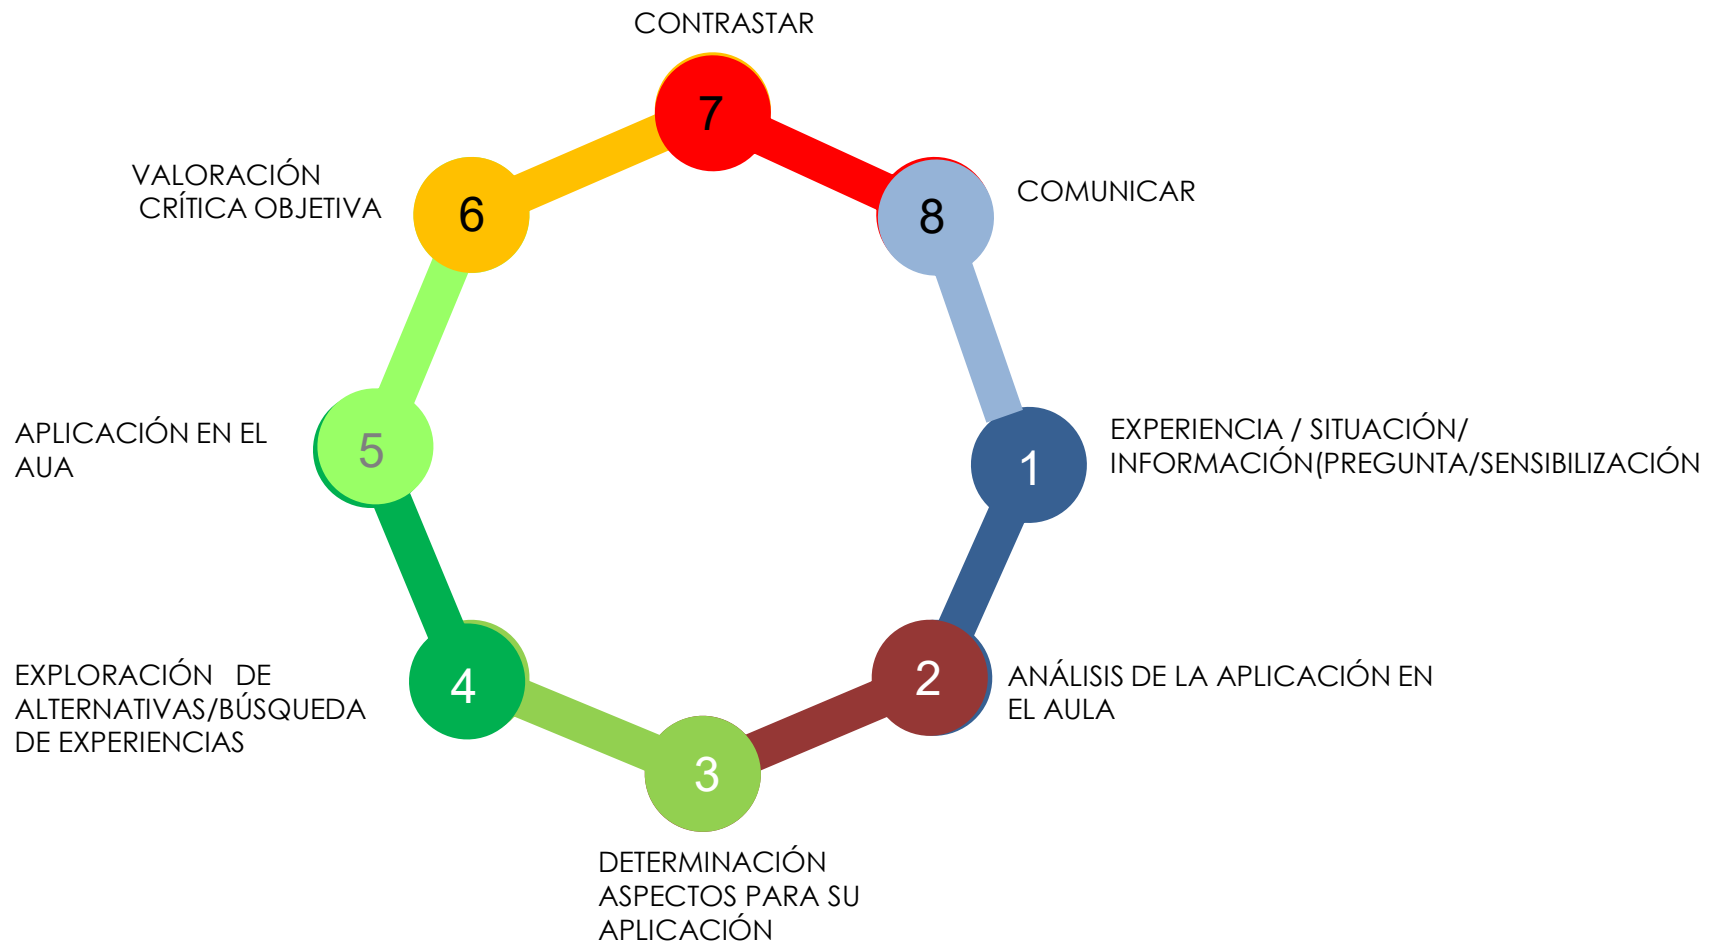 CONTRASTAR
7
VALORACIÓN
CRÍTICA OBJETIVA
6
8
COMUNICAR
APLICACIÓN EN EL
AUA
5
EXPERIENCIA / SITUACIÓN/
INFORMACIÓN(PREGUNTA/SENSIBILIZACIÓN
1
EXPLORACIÓN DE
ALTERNATIVAS/BÚSQUEDA
DE EXPERIENCIAS
4
2
ANÁLISIS DE LA APLICACIÓN EN
EL AULA
3
DETERMINACIÓN
ASPECTOS PARA SU
APLICACIÓN